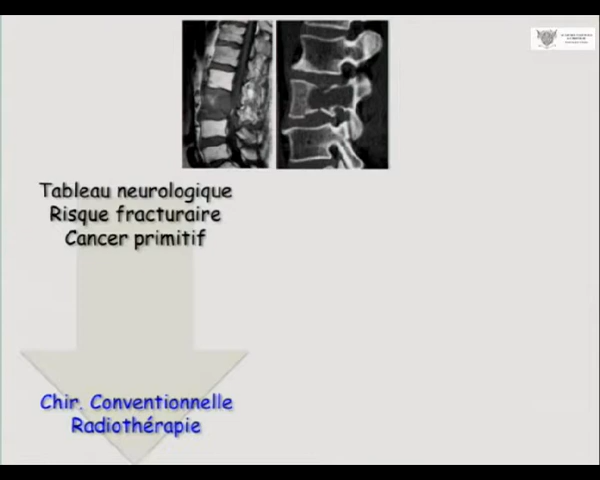 Tableau neurologique
Risque fracturaire
Cancer primitif
Chir. Conventionnelle
Radiothérapie